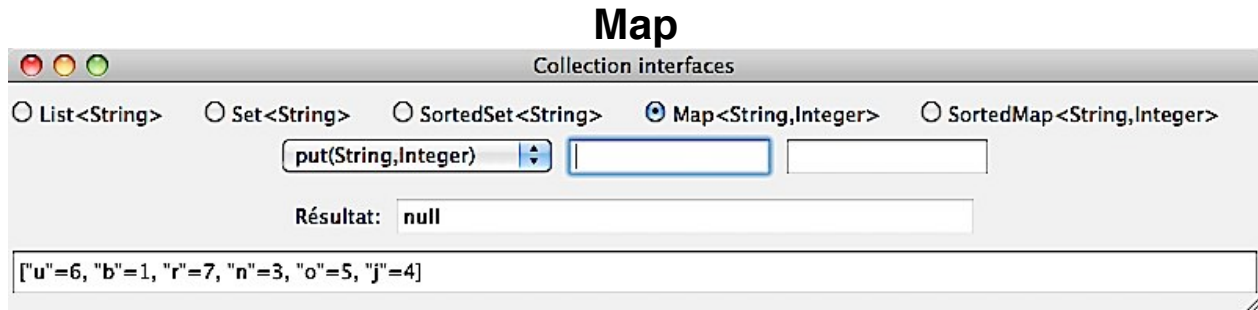 Map
Collection interfaces
List<String> Set<String> SortedSet<String> Map<String,Integer> SortedMap<String,Integer>
put(String,Integer)
Résultat: null
["u"=6, "b"=1, "r"=7, "n"=3, "o"=5, "j"=4]